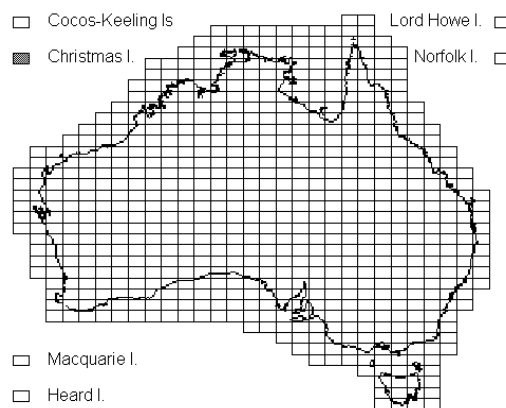 Cocos-Keeling Is
Lord Howe I.
Christmas I.
Norfolk I.
Macquarie I.
Heard I.